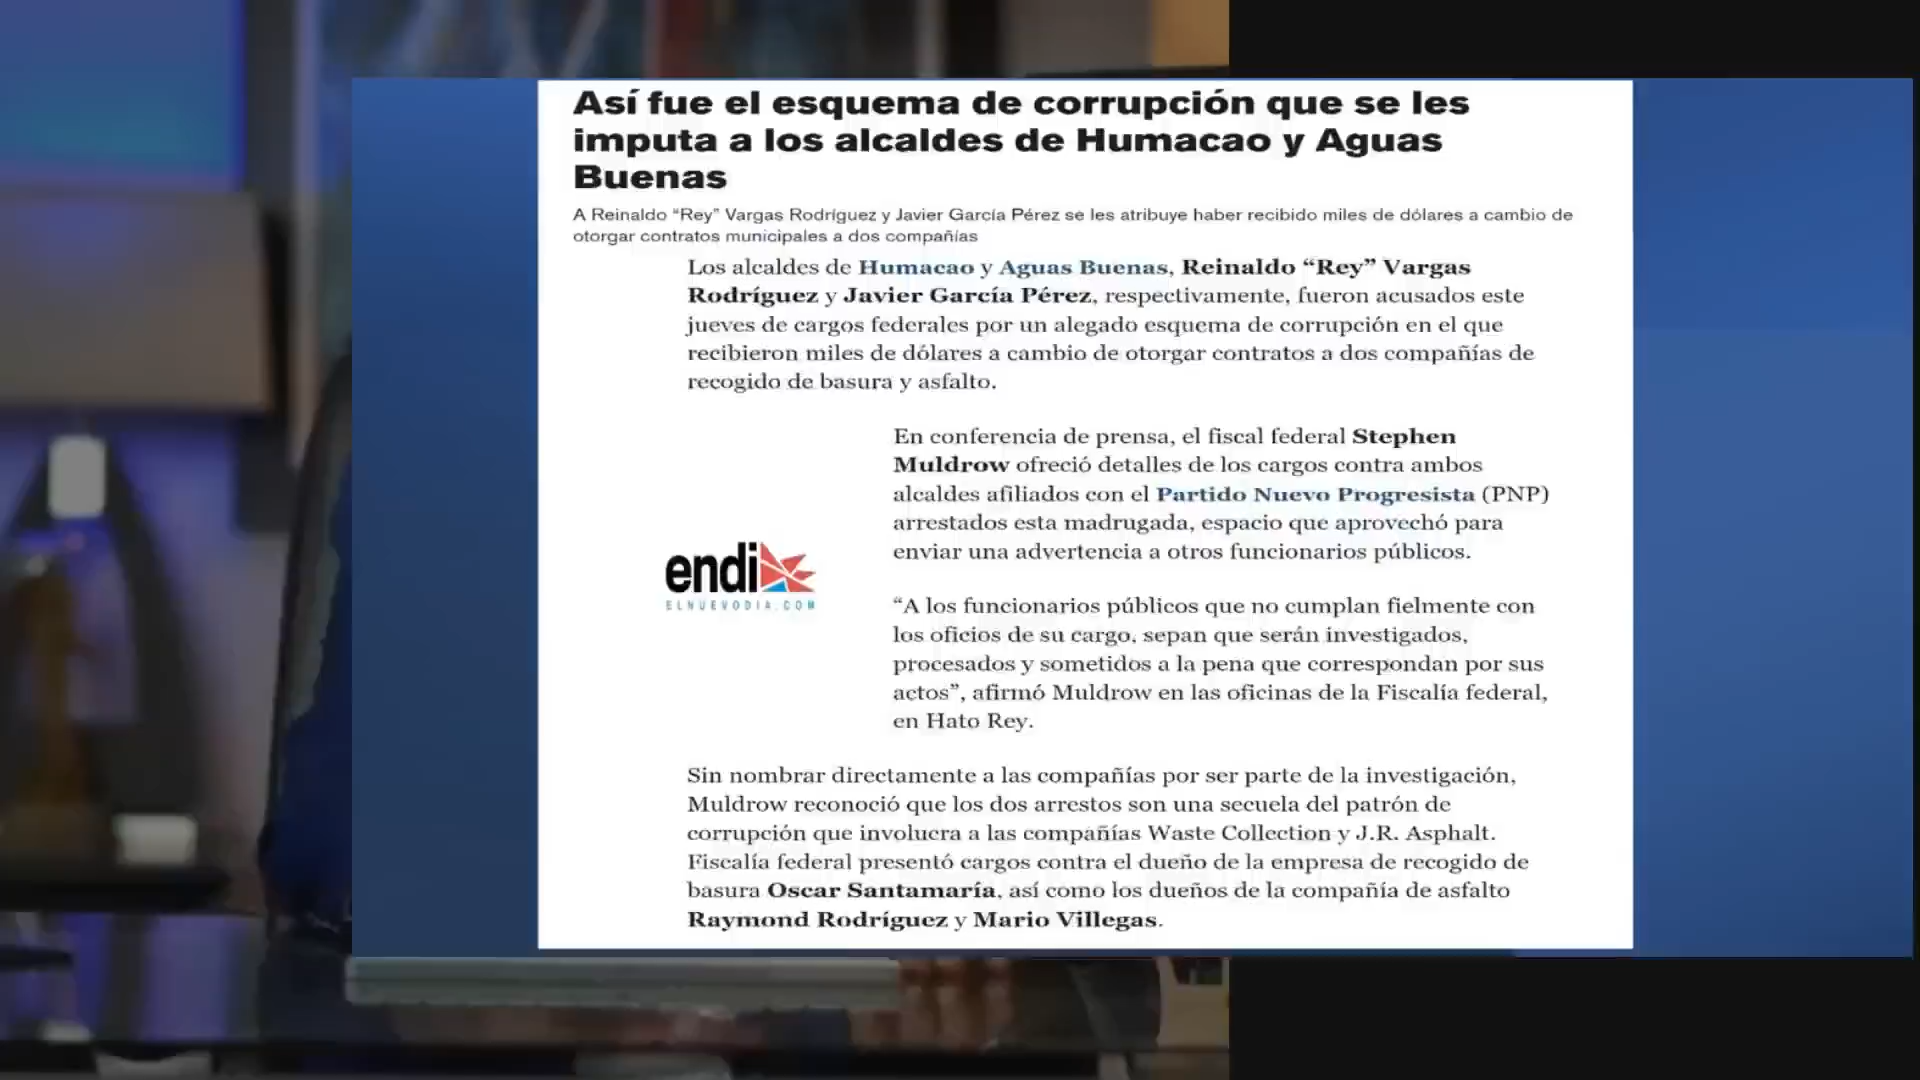 Así fue el esquema de corrupción que se les
imputa a los alcaldes de Humacao y Aguas
Buenas
A Reinaldo “Rey” Vargas Rodríguez y Javier García Pérez se les atribuye haber recibido miles de dólares a cambio de
otorgar contratos municipales a dos compañías
Los alcaldes de Humacao y Aguas Buenas, Reinaldo “Rey” Vargas
Rodríguez y Javier García Pérez, respectivamente, fueron acusados este
jueves de cargos federales por un alegado esquema de corrupción en el que
recibieron miles de dólares a cambio de otorgar contratos a dos compañías de
recogido de basura y asfalto.
En conferencia de prensa, el fiscal federal Stephen
Muldrow ofreció detalles de los cargos contra ambos
alcaldes afiliados con el Partido Nuevo Progresista (PNP)
arrestados esta madrugada, espacio que aprovechó para
enviar una advertencia a otros funcionarios públicos.
endi
ELNUEVODIA.COM
“A los funcionarios públicos que no cumplan fielmente con
los oficios de su cargo, sepan que serán investigados,
procesados y sometidos a la pena que correspondan por sus
actos”, afirmó Muldrow en las oficinas de la Fiscalía federal,
en Hato Rey.
Sin nombrar directamente a las compañías por ser parte de la investigación,
Muldrow reconoció que los dos arrestos son una secuela del patrón de
corrupción que involucra a las compañías Waste Collection y J.R. Asphalt.
Fiscalía federal presentó cargos contra el dueño de la empresa de recogido de
basura Oscar Santamaría, así como los dueños de la compañía de asfalto
Raymond Rodríguez y Mario Villegas.